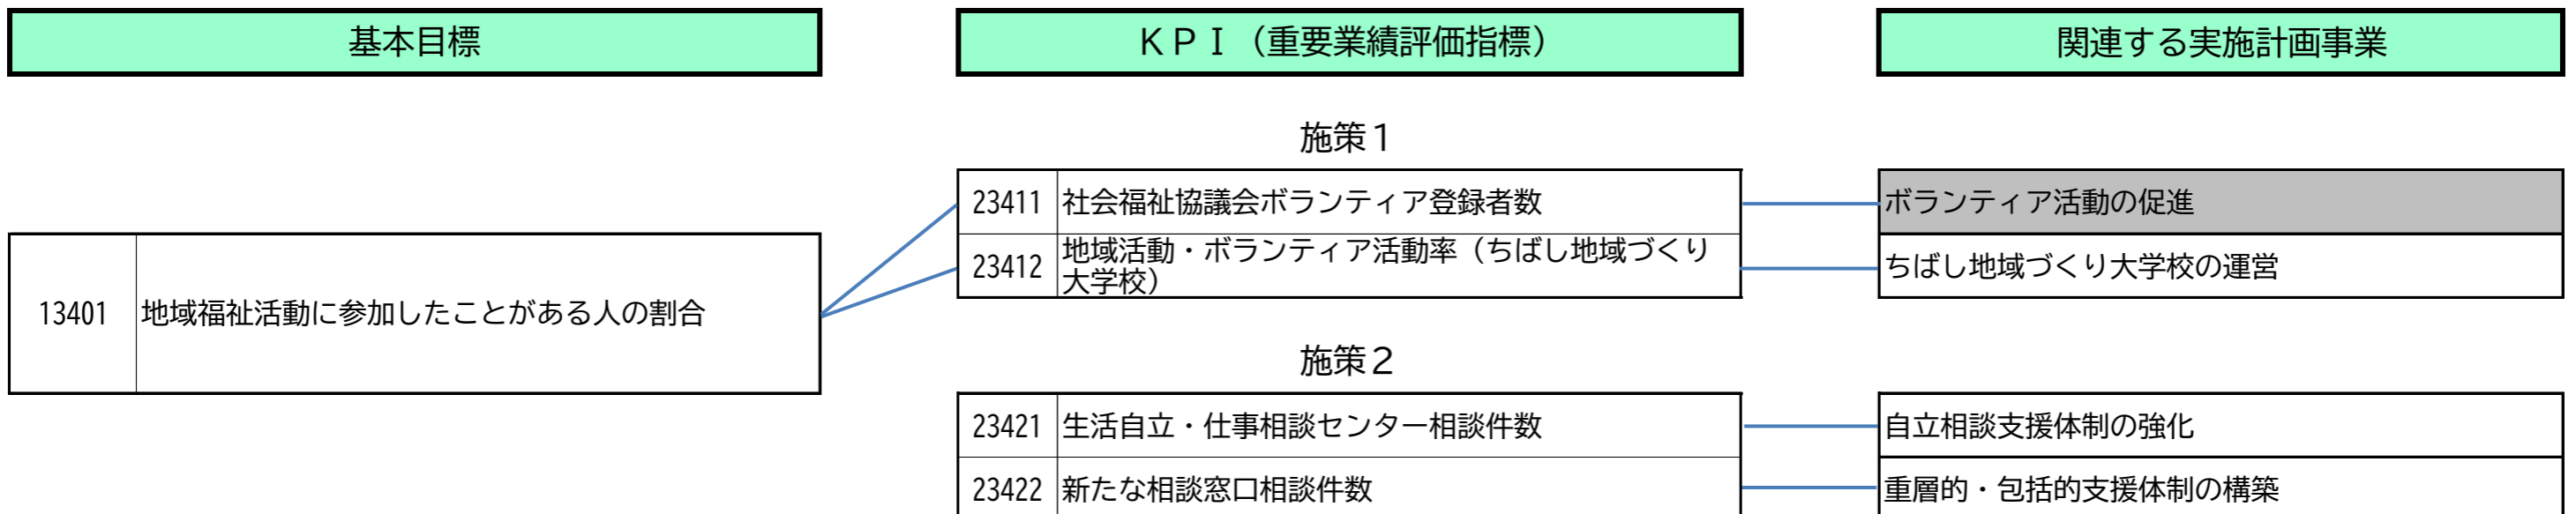 基本目標
ＫＰＩ（重要業績評価指標）
関連する実施計画事業
施策１
23411 社会福祉協議会ボランティア登録者数
ボランティア活動の促進
23412 地域活動・ボランティア活動率（ちばし地域づくり
大学校）
ちばし地域づくり大学校の運営
13401 地域福祉活動に参加したことがある人の割合
施策２
23421 生活自立・仕事相談センター相談件数
自立相談支援体制の強化
23422 新たな相談窓口相談件数
重層的・包括的支援体制の構築